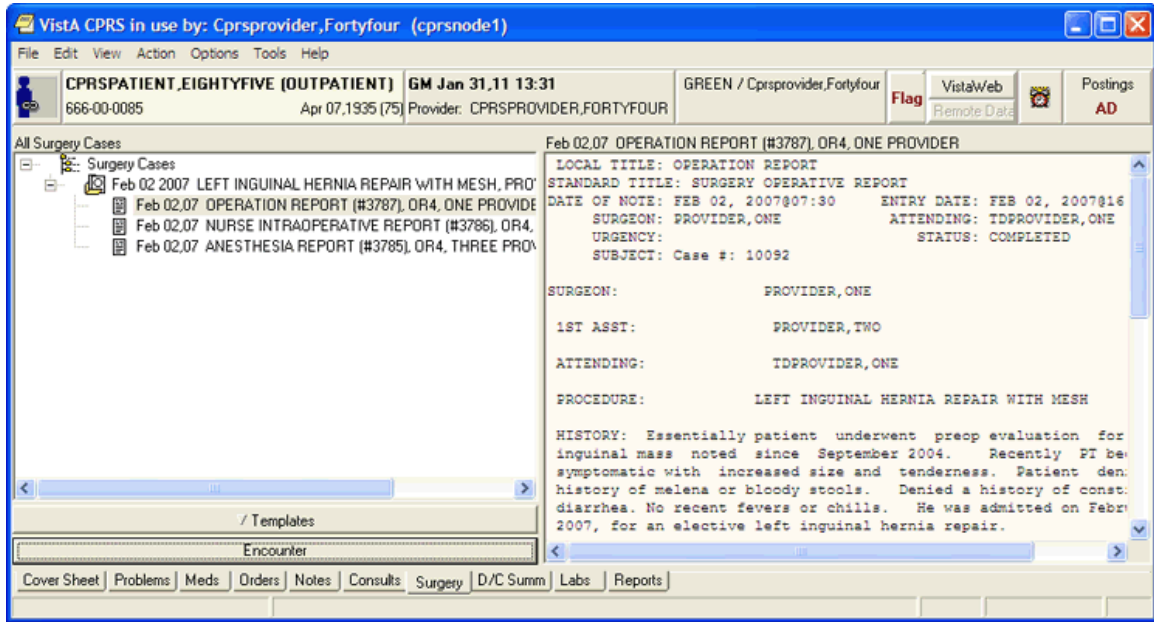 VistA CPRS in use by: Cprsprovider,Fortyfour (cprsnode1)
File Edit View Action Options Tools Help
CPRSPATIENT,EIGHTYFIVE (OUTPATIENT) GM Jan 31,11 13:31 GREEN / Cprsprovider,Fortyfour Flag VistaWeb Postings
666-00-0085 Apr 07,1935 (75) Provider: CPRSPROVIDER,FORTYFOUR Remote Data AD
All Surgery Cases
Surgery Cases
Feb 02 2007 LEFT INGUINAL HERNIA REPAIR WITH MESH, PRO
Feb 02,07 OPERATION REPORT (#3787), OR4, ONE PROVIDE
Feb 02,07 NURSE INTRAOPERATIVE REPORT (#3786), OR4,
Feb 02,07 ANESTHESIA REPORT (#3785), OR4, THREE PROV
/ Templates
Encounter
Feb 02,07 OPERATION REPORT (#3787), OR4, ONE PROVIDER
LOCAL TITLE: OPERATION REPORT
STANDARD TITLE: SURGERY OPERATIVE REPORT
DATE OF NOTE: FEB 02, 2007@07:30 ENTRY DATE: FEB 02, 2007@16
SURGEON: PROVIDER,ONE ATTENDING: TDPROVIDER,ONE
URGENCY: STATUS: COMPLETED
SUBJECT: Case #: 10092
SURGEON: PROVIDER,ONE
1ST ASST: PROVIDER,TWO
ATTENDING: TDPROVIDER,ONE
PROCEDURE: LEFT INGUINAL HERNIA REPAIR WITH MESH
HISTORY: Essentially patient underwent preop evaluation for
inguinal mass noted since September 2004. Recently PT be
symptomatic with increased size and tenderness. Patient den
history of melena or bloody stools. Denied a history of const
diarrhea. No recent fevers or chills. He was admitted on Febr
2007, for an elective left inguinal hernia repair.
Cover Sheet Problems Meds Orders Notes Consults Surgery D/C Summ Labs Reports